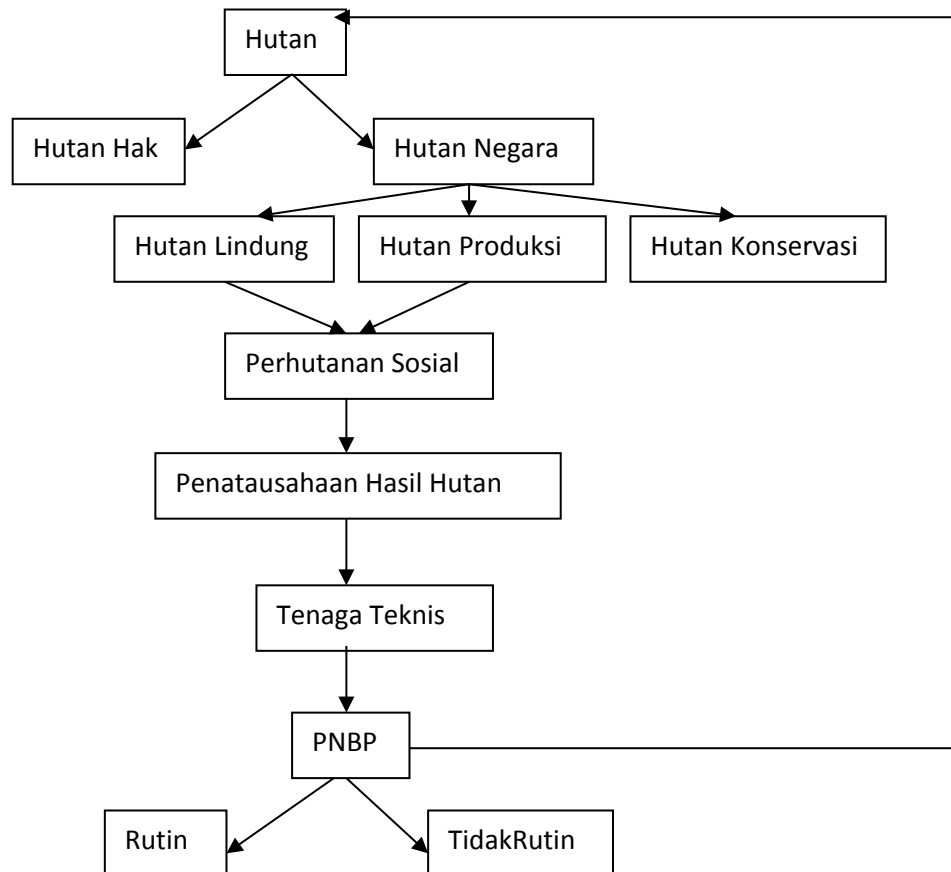 Hutan
Hutan Hak
Hutan Negara
Hutan Lindung
Hutan Produksi
Hutan Konservasi
Perhutanan Sosial
Penatausahaan Hasil Hutan
Tenaga Teknis
PNBP
Rutin
TidakRutin